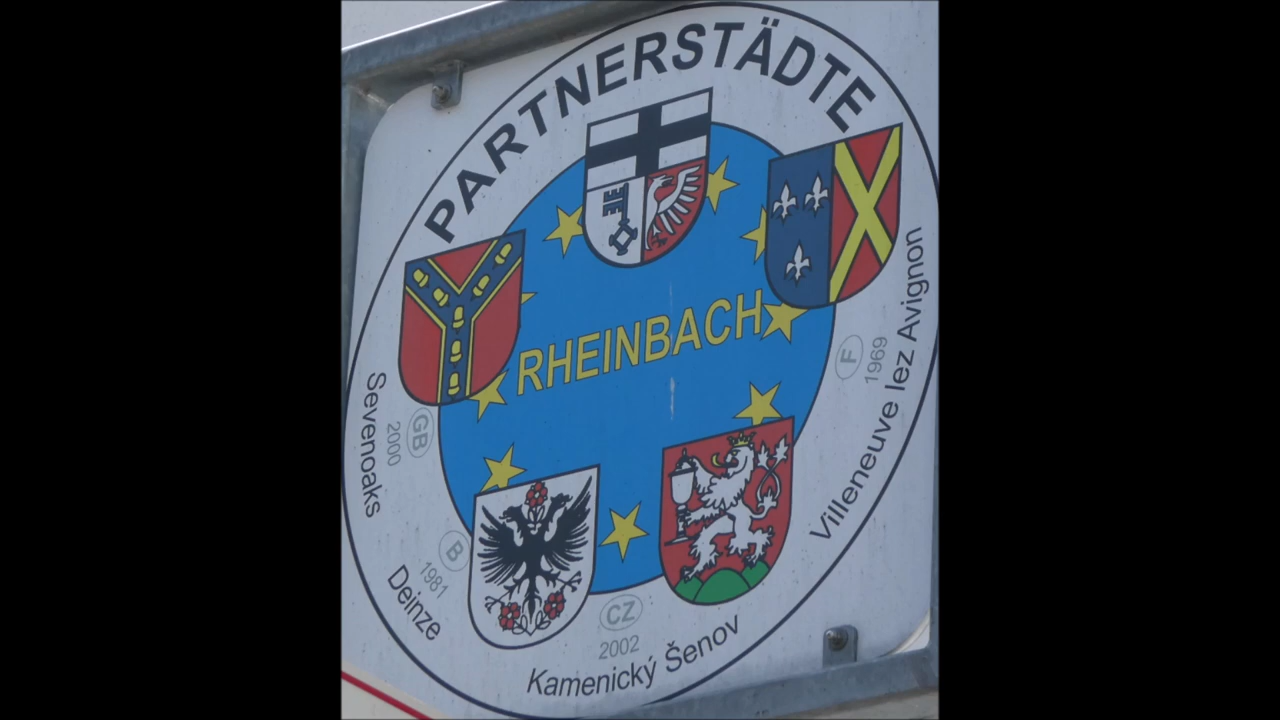 PARTNERSTÄDTE
RHEINBACH
F
1969
Villeneuve lez Avignon
GB
2000
Sevenoaks
B
1981
Deinze
CZ
2002
Kamenický Šenov